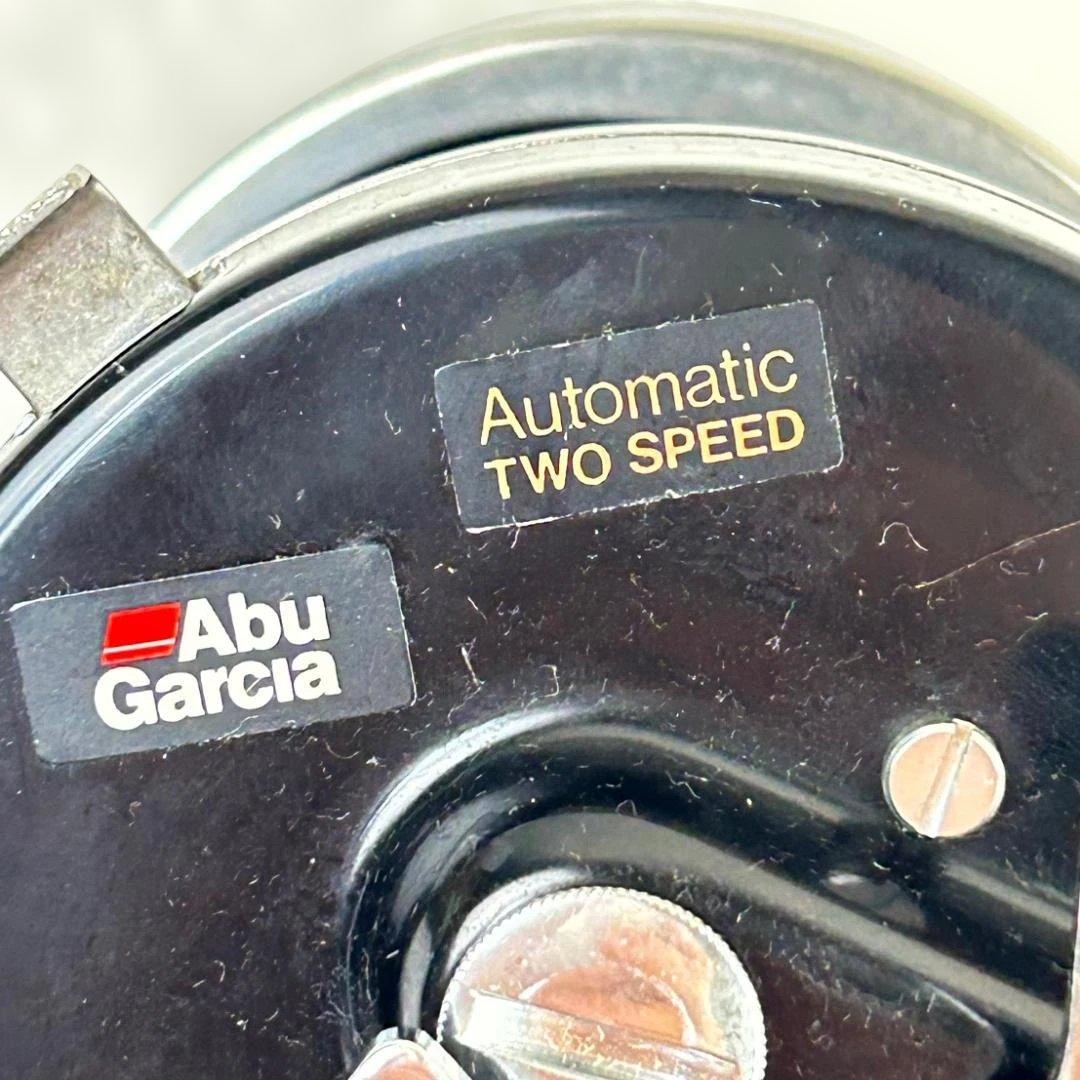 Automatic
TWO SPEED
Abu
Garcia